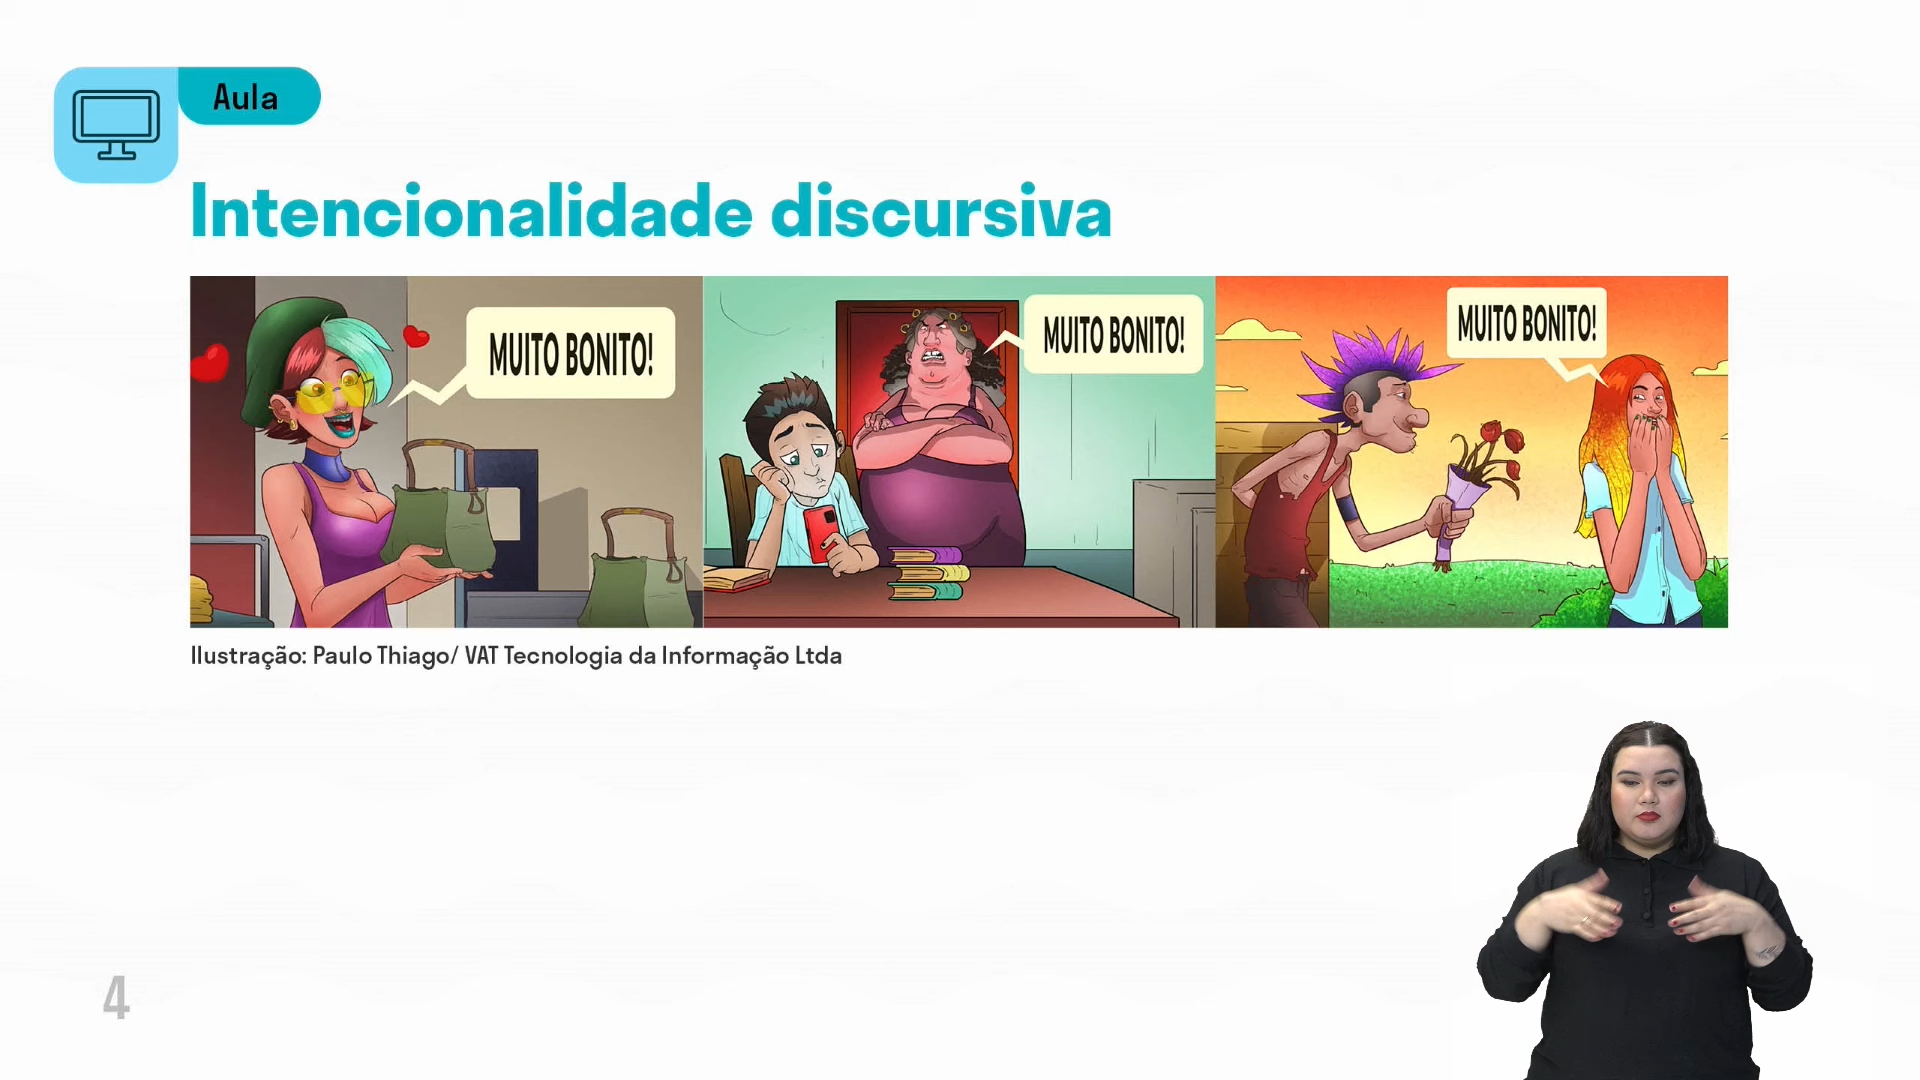 Aula
Intencionalidade discursiva
MUITO BONITO!
MUITO BONITO!
MUITO BONITO!
Ilustração: Paulo Thiago/ VAT Tecnologia da Informação Ltda
4